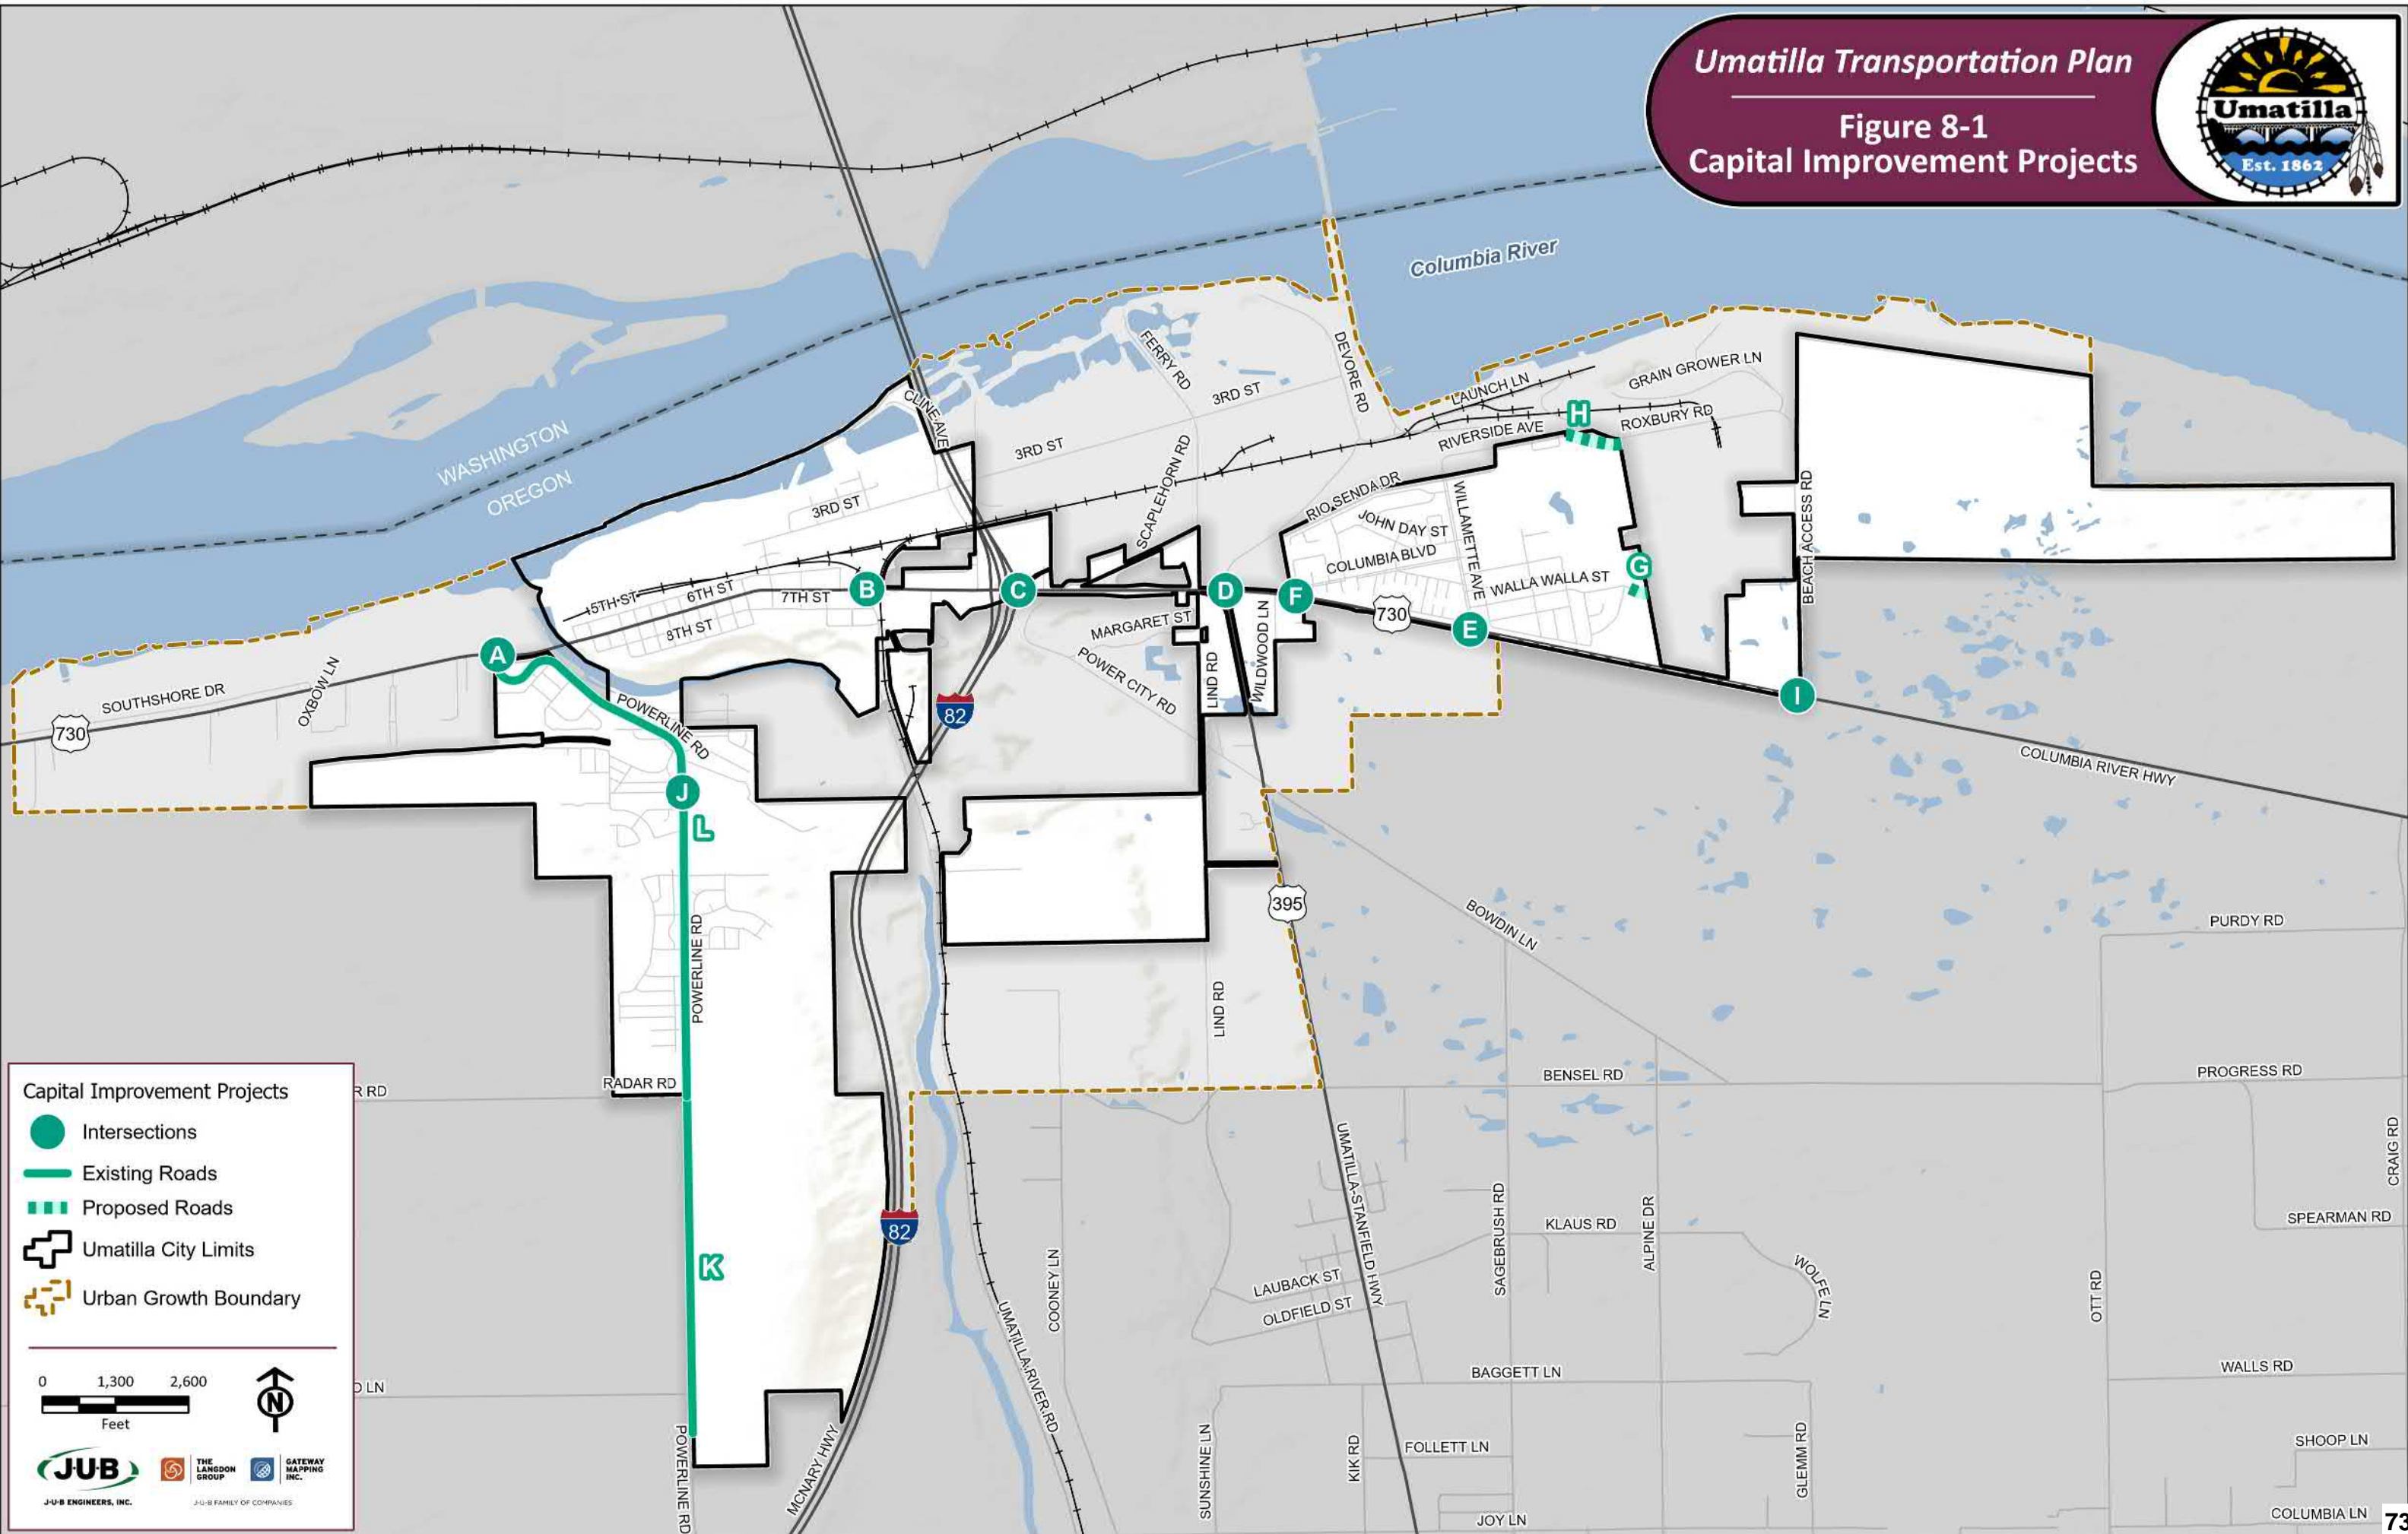 Umatilla Transportation Plan
Figure 8-1
Capital Improvement Projects
Umatilla
Est. 1862
Columbia River
WASHINGTON
OREGON
FERRY RD
DEVORE RD
3RD ST
CLINE AVE
3RD ST
SCAPLEHORN RD
LAUNCH LN
GRAIN GROWER LN
H
RIVERSIDE AVE
ROXBURY RD
3RD ST
RIO SENDA DR
WILLAMETTE AVE
JOHN DAY ST
COLUMBIA BLVD
WALLA WALLA ST
G
BEACH ACCESS RD
5TH ST
6TH ST
7TH ST
8TH ST
B
C
D
F
730
E
A
I
MARGARET ST
POWER CITY RD
LIND RD
WILDWOOD LN
SOUTHSHORE DR
OXBOW LN
730
POWERLINE RD
82
COLUMBIA RIVER HWY
J
L
395
POWERLINE RD
BOWDIN LN
PURDY RD
LIND RD
RADAR RD
R RD
BENSEL RD
PROGRESS RD
CRAIG RD
UMATILLA-STANFIELD HWY
SAGEBRUSH RD
KLAUS RD
ALPINE DR
SPEARMAN RD
82
K
COONEY LN
LAUBACK ST
OLDFIELD ST
WOLFE LN
OTT RD
UMATILLA RIVER RD
BAGGETT LN
WALLS RD
D LN
POWERLINE RD
MCNARY HWY
SUNSHINE LN
KIK RD
FOLLETT LN
GLEMM RD
SHOOP LN
JOY LN
COLUMBIA LN
73
Capital Improvement Projects
Intersections
Existing Roads
Proposed Roads
Umatilla City Limits
Urban Growth Boundary
0 1,300 2,600
Feet
N
J-U-B
J-U-B ENGINEERS, INC.
THE
LANGDON
GROUP
GATEWAY
MAPPING
INC.
J-U-B FAMILY OF COMPANIES